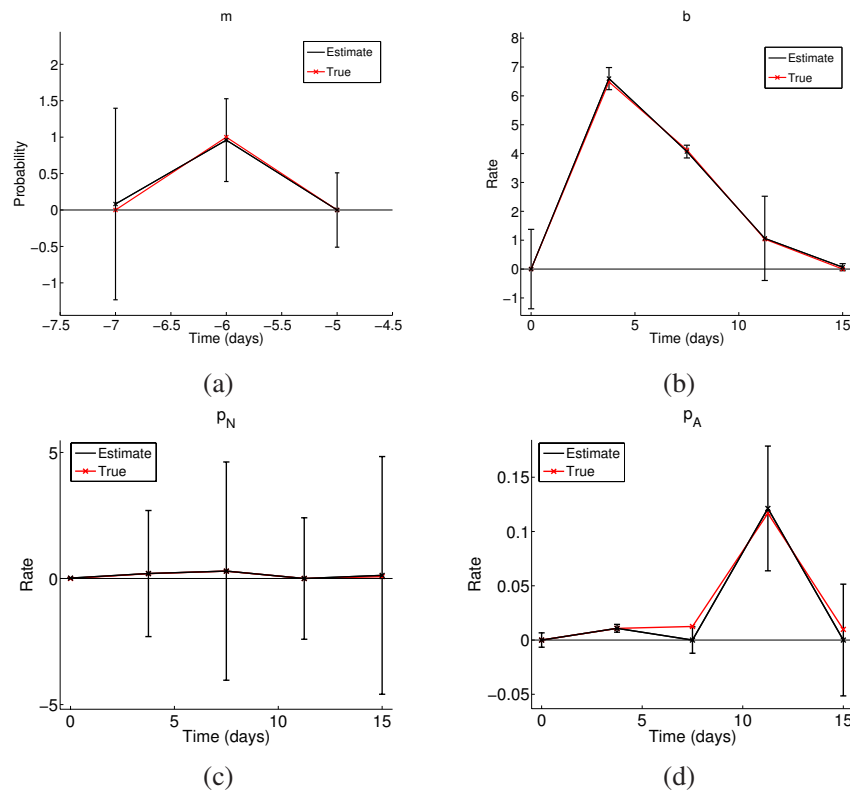 m
Probability
2
1.5
1
0.5
0
−0.5
−1
Estimate
True
−7.5 −7 −6.5 −6 −5.5 −5 −4.5
Time (days)
(a)
b
Rate
8
7
6
5
4
3
2
1
0
−1
Estimate
True
0 5 10 15
Time (days)
(b)
p_N
Rate
5
0
−5
Estimate
True
0 5 10 15
Time (days)
(c)
p_A
Rate
0.15
0.1
0.05
0
−0.05
Estimate
True
0 5 10 15
Time (days)
(d)